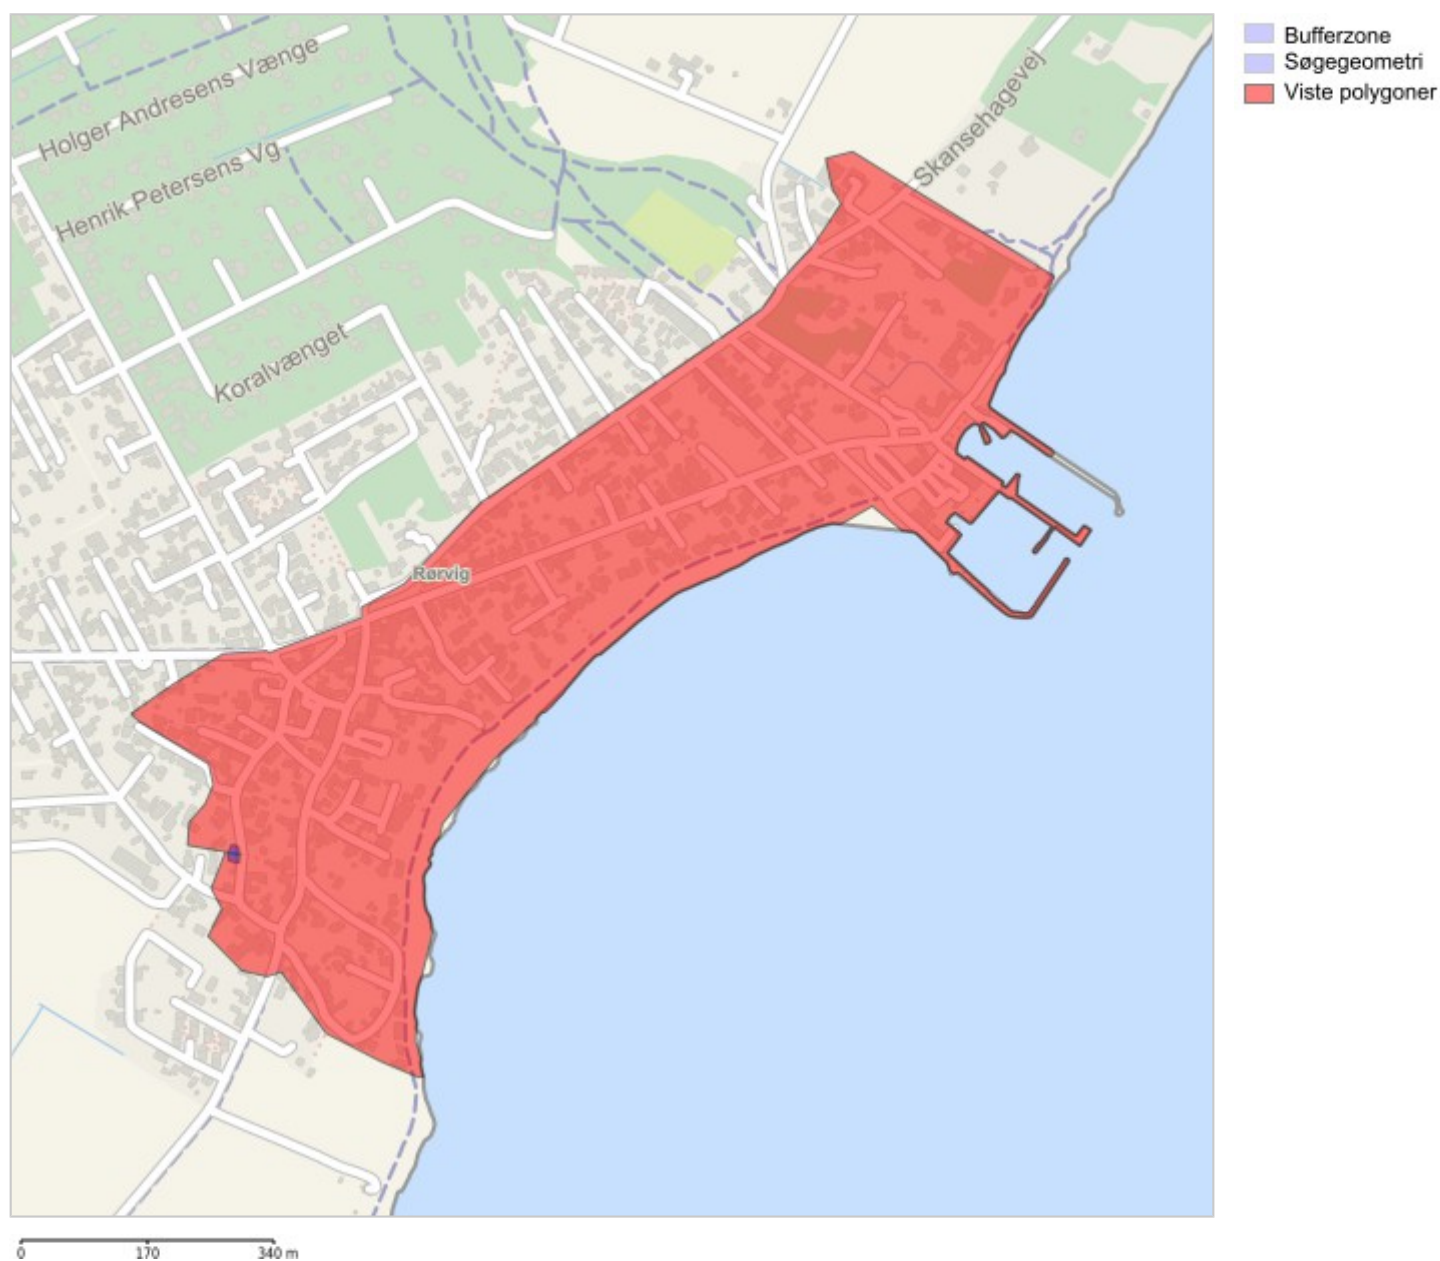 Bufferzone
Søgegeometri
Viste polygoner
Holger Andresens Vænge
Henrik Petersens Vg
Skansehagevej
Koralvænget
Rørvig
0 170 340 m